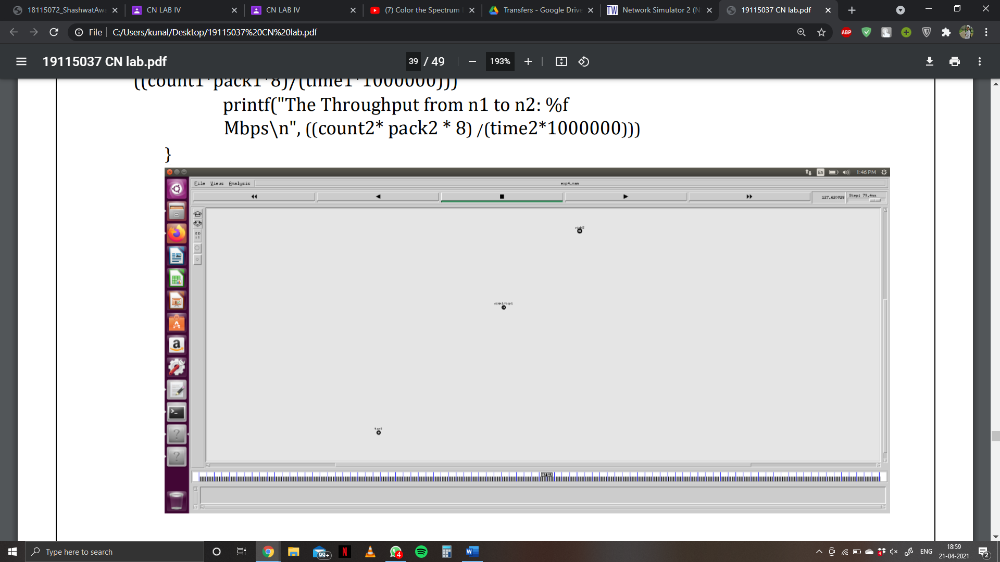 18115072_ShashwatAwa
CN LAB IV
CN LAB IV
(7) Color the Spectrum
Transfers - Google Drive
Network Simulator 2 (N
19115037 CN lab.pdf
File
C:/Users/kunal/Desktop/19115037%20CN%20lab.pdf
ABP
19115037 CN lab.pdf
39 / 49
193%
((count1*pack1*8)/(time1*1000000)))
printf("The Throughput from n1 to n2: %f
Mbps\n", ((count2* pack2 * 8) /(time2*1000000)))
}
En
1:46 PM
File Views Analysis
exp4.nam
127.620928
Step: 79.4ms
sink2
sink1/tcp1
Type here to search
99+
4
ENG
18:59
21-04-2021
2